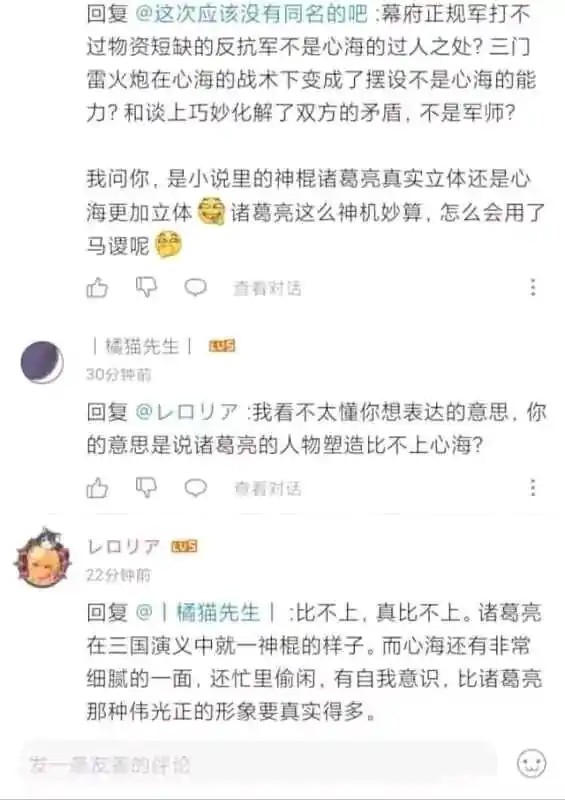 回复 @这次应该没有同名的吧 :幕府正规军打不
过物资短缺的反抗军不是心海的过人之处？三门
雷火炮在心海的战术下变成了摆设不是心海的能
力？和谈上巧妙化解了双方的矛盾，不是军师？
我问你，是小说里的神棍诸葛亮真实立体还是心
海更加立体 诸葛亮这么神机妙算，怎么会用了
马谡呢
查看对话
丨橘猫先生丨 LV5
30分钟前
回复 @レロリア :我看不太懂你想表达的意思，你
的意思是说诸葛亮的人物塑造比不上心海？
查看对话
レロリア LV5
22分钟前
回复 @丨橘猫先生丨 :比不上，真比不上。诸葛亮
在三国演义中就一神棍的样子。而心海还有非常
细腻的一面，还忙里偷闲，有自我意识，比诸葛亮
那种伟光正的形象要真实得多。
发一条友善的评论